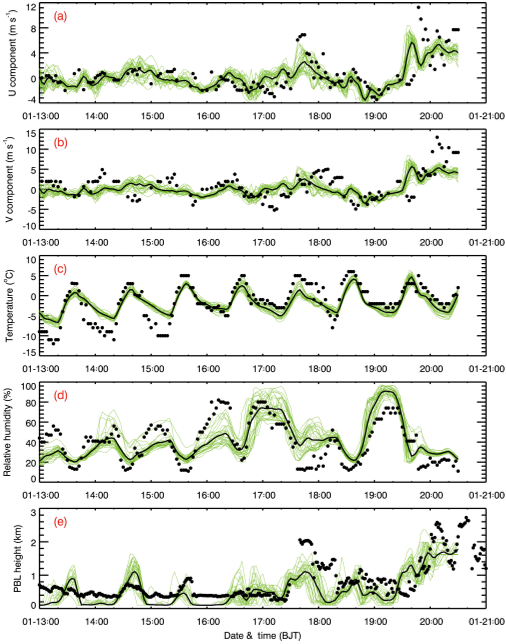 (a)
U component (m s⁻¹)
12
8
4
0
-4
01-13:00 14:00 15:00 16:00 17:00 18:00 19:00 20:00 01-21:00
(b)
V component (m s⁻¹)
15
10
5
0
-5
-10
01-13:00 14:00 15:00 16:00 17:00 18:00 19:00 20:00 01-21:00
(c)
Temperature (°C)
10
5
0
-5
-10
-15
01-13:00 14:00 15:00 16:00 17:00 18:00 19:00 20:00 01-21:00
(d)
Relative humidity (%)
100
80
60
40
20
01-13:00 14:00 15:00 16:00 17:00 18:00 19:00 20:00 01-21:00
(e)
PBL height (km)
3
2
1
0
01-13:00 14:00 15:00 16:00 17:00 18:00 19:00 20:00 01-21:00
Date & time (BJT)